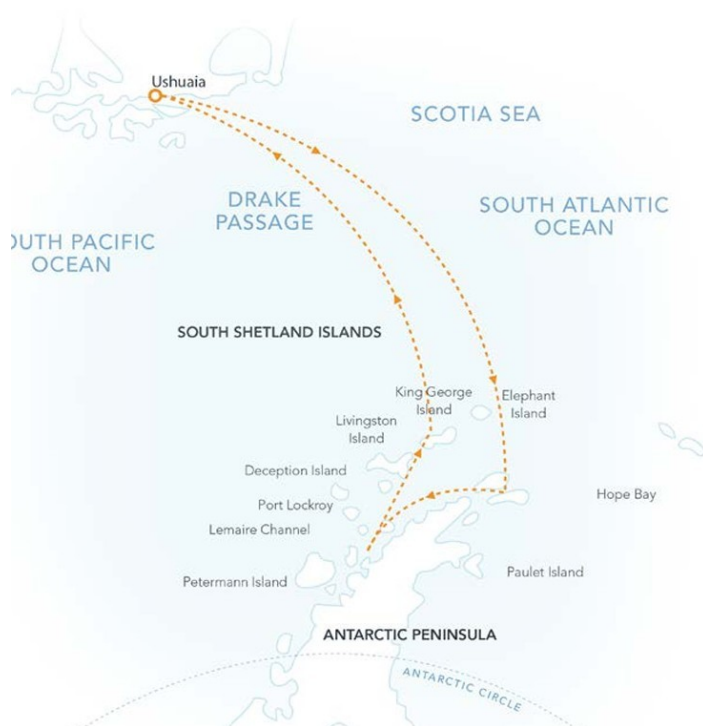 Ushuaia
SCOTIA SEA
DRAKE
PASSAGE
SOUTH ATLANTIC
OCEAN
OUTH PACIFIC
OCEAN
SOUTH SHETLAND ISLANDS
King George
Island
Elephant
Island
Livingston
Island
Deception Island
Hope Bay
Port Lockroy
Lemaire Channel
Paulet Island
Petermann Island
ANTARCTIC PENINSULA
ANTARCTIC CIRCLE